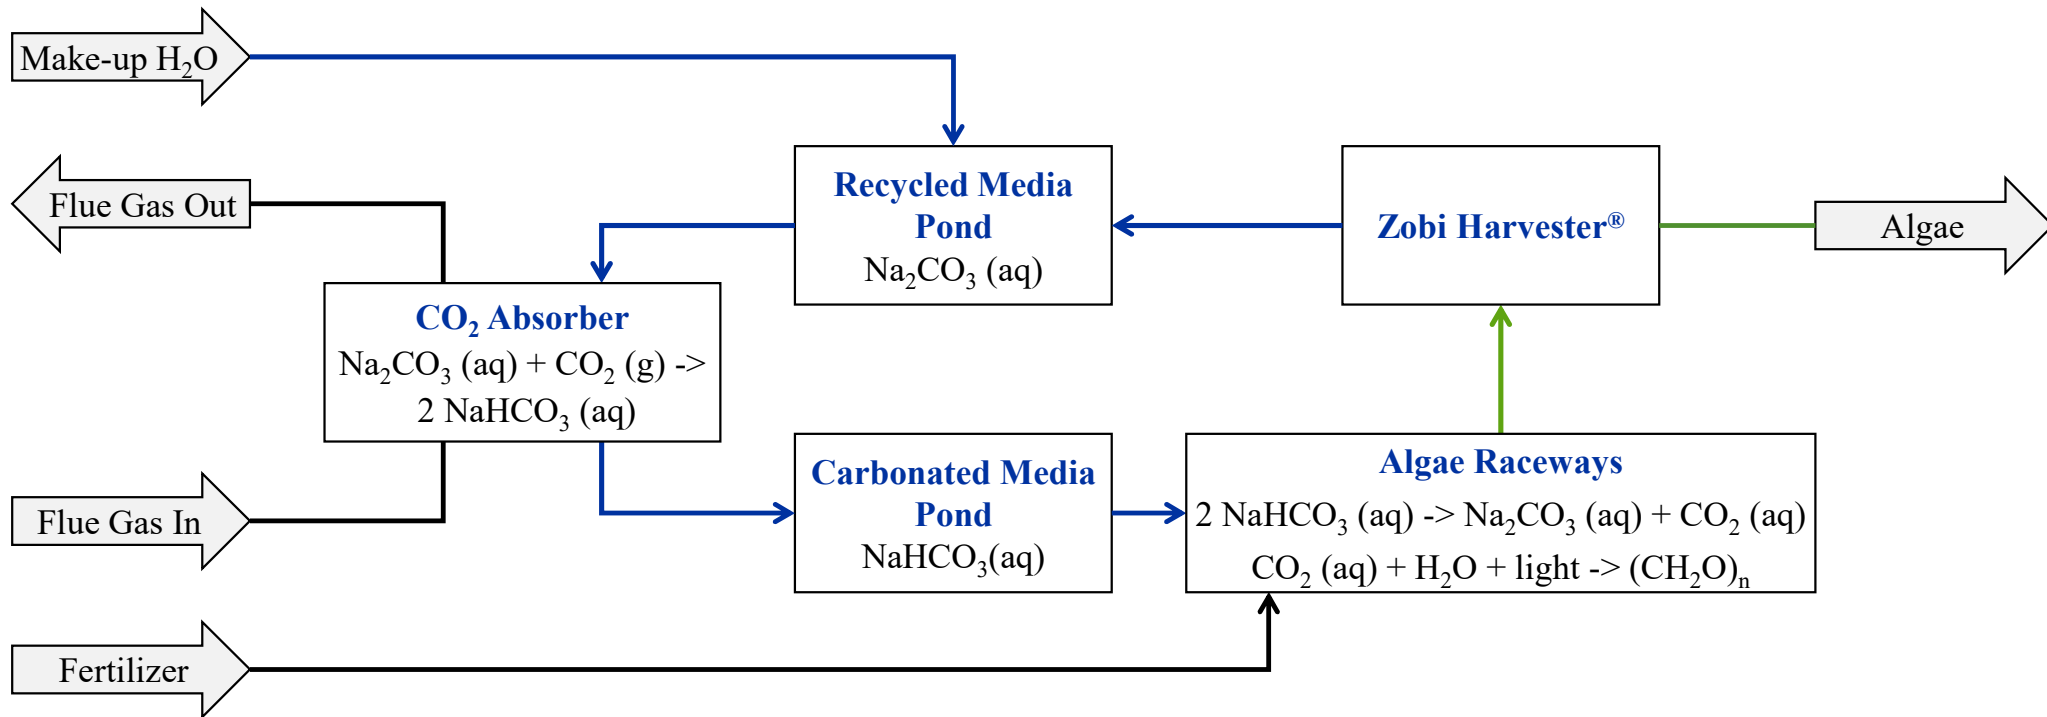 Make-up H₂O
Flue Gas Out
Recycled Media
Pond
Na₂CO₃ (aq)
Zobi Harvester®
Algae
CO₂ Absorber
Na₂CO₃ (aq) + CO₂ (g) ->
2 NaHCO₃ (aq)
Flue Gas In
Carbonated Media
Pond
NaHCO₃(aq)
Algae Raceways
2 NaHCO₃ (aq) -> Na₂CO₃ (aq) + CO₂ (aq)
CO₂ (aq) + H₂O + light -> (CH₂O)ₙ
Fertilizer